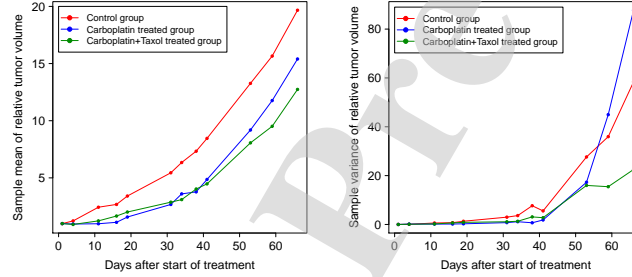 20
15
10
5
0
10
20
30
40
50
60
Control group
Carboplatin treated group
Carboplatin+Taxol treated group
Sample mean of relative tumor volume
Days after start of treatment
80
60
40
20
0
0
10
20
30
40
50
60
Control group
Carboplatin treated group
Carboplatin+Taxol treated group
Sample variance of relative tumor volume
Days after start of treatment
Pre